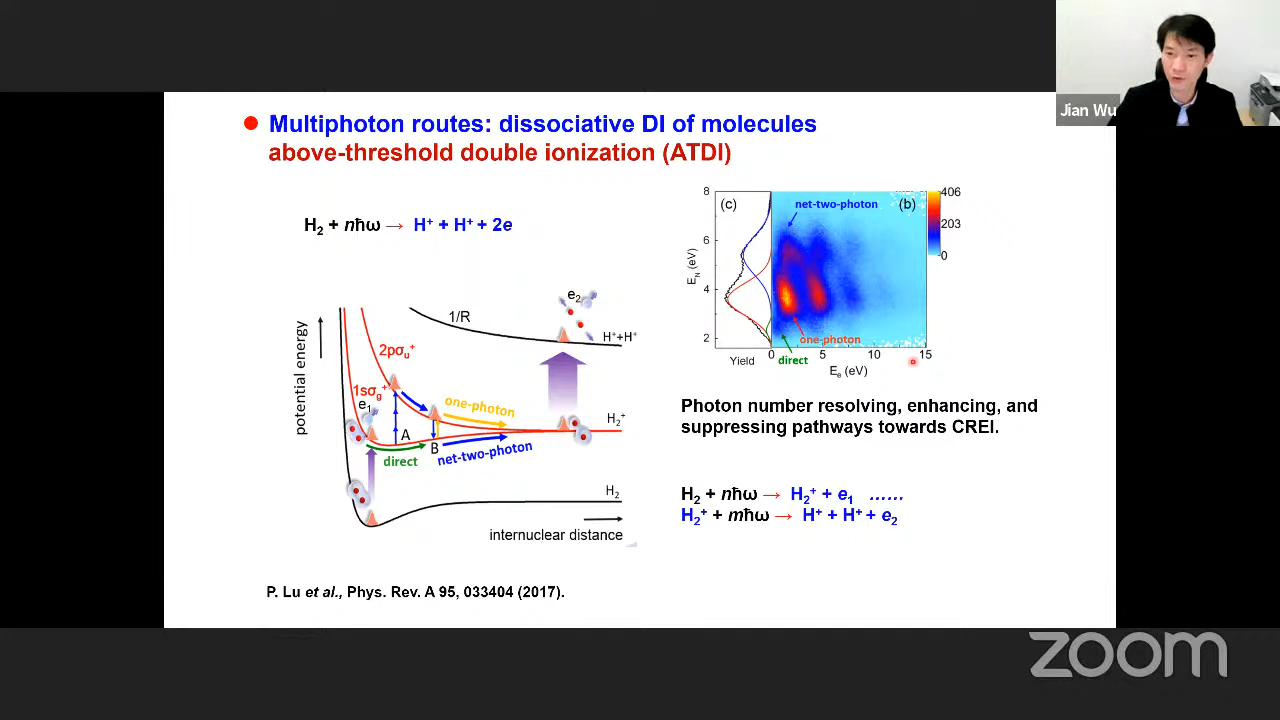 Jian Wu
Multiphoton routes: dissociative DI of molecules
above-threshold double ionization (ATDI)
H₂ + nħω → H⁺ + H⁺ + 2e
potential energy
1/R
e₂
H⁺+H⁺
2pσᵤ⁺
1sσg⁺
e₁
A
B
one-photon
net-two-photon
direct
H₂⁺
H₂
internuclear distance
8
6
4
2
E_N (eV)
(c)
Yield
net-two-photon
(b)
one-photon
direct
0 5 10 15
Eₑ (eV)
406
203
0
Photon number resolving, enhancing, and
suppressing pathways towards CREI.
H₂ + nħω → H₂⁺ + e₁ ……
H₂⁺ + mħω → H⁺ + H⁺ + e₂
P. Lu et al., Phys. Rev. A 95, 033404 (2017).
zoom